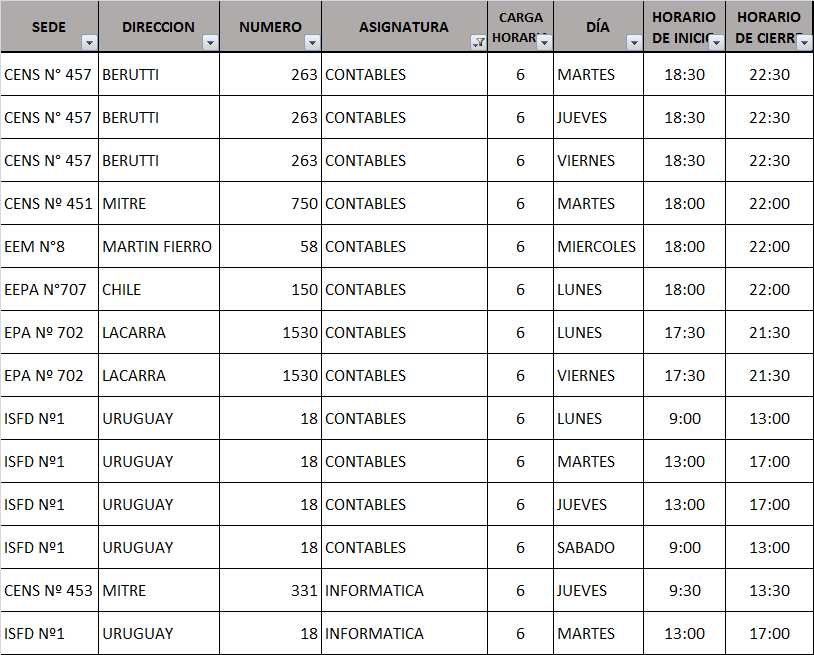 SEDE DIRECCION NUMERO ASIGNATURA CARGA HORARIA DÍA HORARIO DE INICIO HORARIO DE CIERRE
CENS N° 457 BERUTTI 263 CONTABLES 6 MARTES 18:30 22:30
CENS N° 457 BERUTTI 263 CONTABLES 6 JUEVES 18:30 22:30
CENS N° 457 BERUTTI 263 CONTABLES 6 VIERNES 18:30 22:30
CENS Nº 451 MITRE 750 CONTABLES 6 MARTES 18:00 22:00
EEM N°8 MARTIN FIERRO 58 CONTABLES 6 MIERCOLES 18:00 22:00
EEPA N°707 CHILE 150 CONTABLES 6 LUNES 18:00 22:00
EPA Nº 702 LACARRA 1530 CONTABLES 6 LUNES 17:30 21:30
EPA Nº 702 LACARRA 1530 CONTABLES 6 VIERNES 17:30 21:30
ISFD Nº1 URUGUAY 18 CONTABLES 6 LUNES 9:00 13:00
ISFD Nº1 URUGUAY 18 CONTABLES 6 MARTES 13:00 17:00
ISFD Nº1 URUGUAY 18 CONTABLES 6 JUEVES 13:00 17:00
ISFD Nº1 URUGUAY 18 CONTABLES 6 SABADO 9:00 13:00
CENS Nº 453 MITRE 331 INFORMATICA 6 JUEVES 9:30 13:30
ISFD Nº1 URUGUAY 18 INFORMATICA 6 MARTES 13:00 17:00